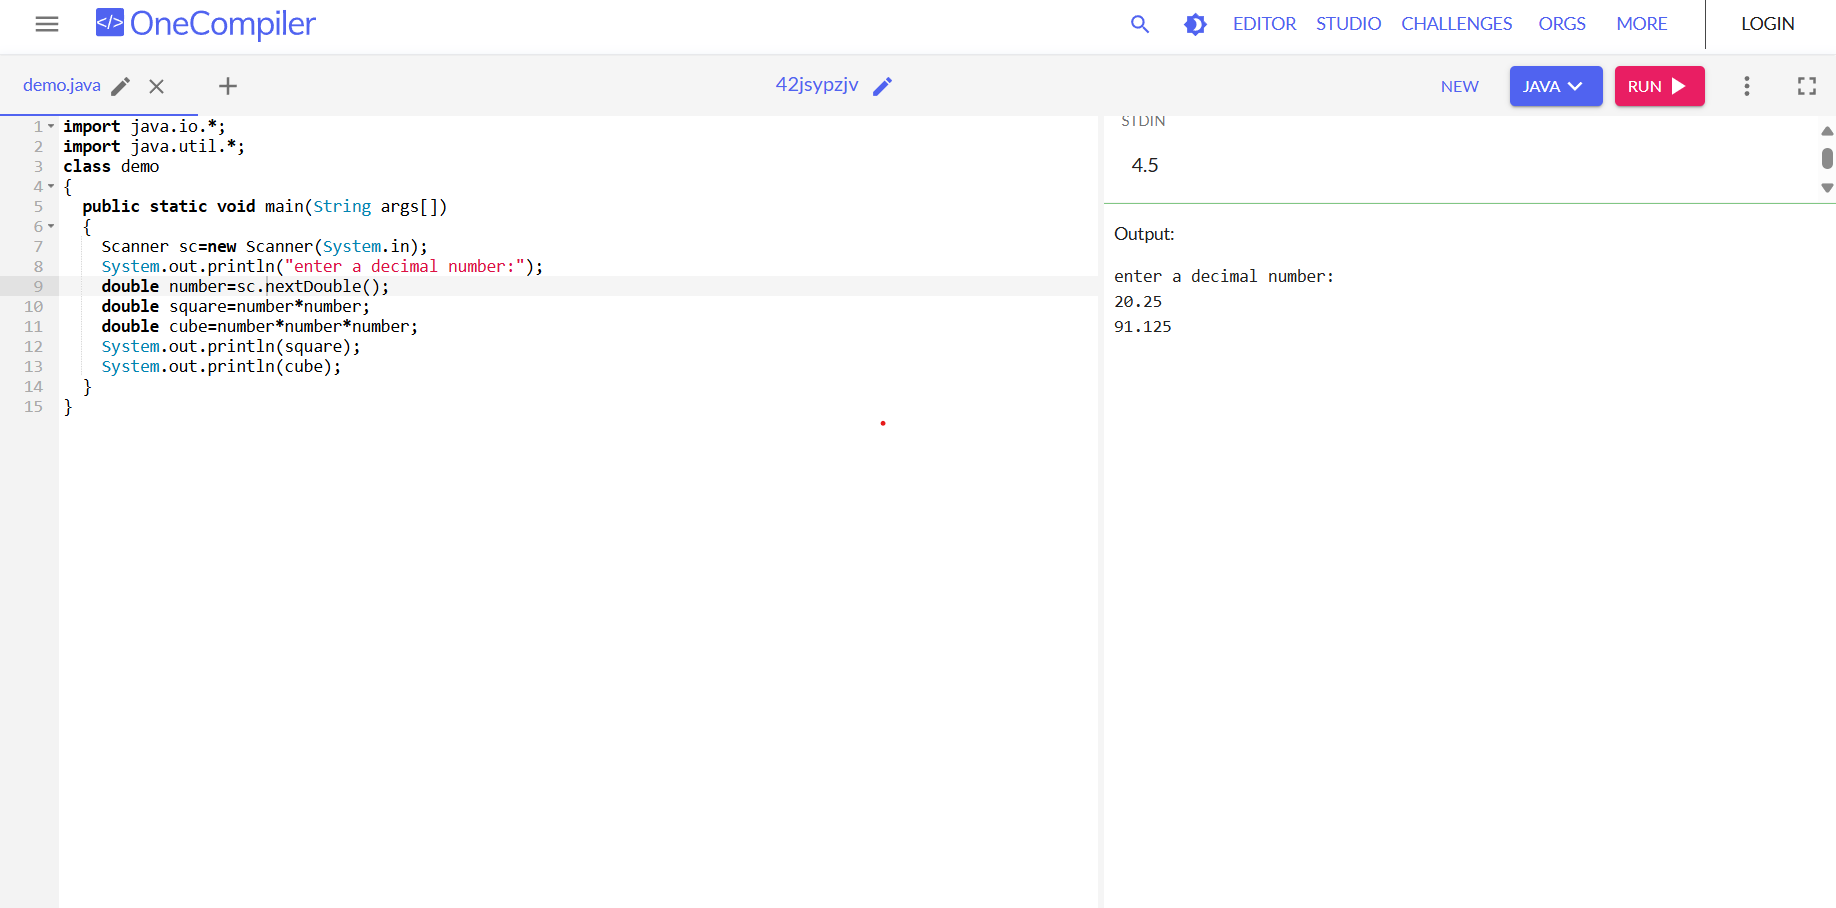 </> OneCompiler EDITOR STUDIO CHALLENGES ORGS MORE LOGIN
demo.java 42jsypzjv NEW JAVA RUN
1 import java.io.*;
2 import java.util.*;
3 class demo
4 {
5   public static void main(String args[])
6   {
7     Scanner sc=new Scanner(System.in);
8     System.out.println("enter a decimal number:");
9     double number=sc.nextDouble();
10     double square=number*number;
11     double cube=number*number*number;
12     System.out.println(square);
13     System.out.println(cube);
14   }
15 }
STDIN
4.5
Output:
enter a decimal number:
20.25
91.125